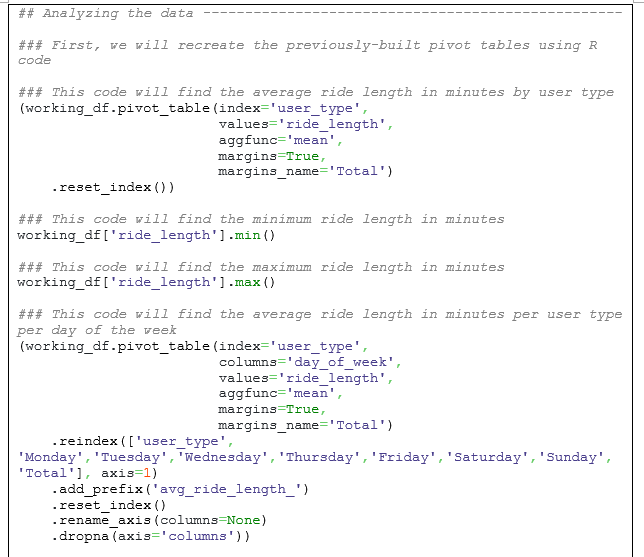 ## Analyzing the data --------------------------------------------------
### First, we will recreate the previously-built pivot tables using R
code
### This code will find the average ride length in minutes by user type
(working_df.pivot_table(index='user_type',
values='ride_length',
aggfunc='mean',
margins=True,
margins_name='Total')
.reset_index())
### This code will find the minimum ride length in minutes
working_df['ride_length'].min()
### This code will find the maximum ride length in minutes
working_df['ride_length'].max()
### This code will find the average ride length in minutes per user type
per day of the week
(working_df.pivot_table(index='user_type',
columns='day_of_week',
values='ride_length',
aggfunc='mean',
margins=True,
margins_name='Total')
.reindex(['user_type',
'Monday','Tuesday','Wednesday','Thursday','Friday','Saturday','Sunday',
'Total'], axis=1)
.add_prefix('avg_ride_length_')
.reset_index()
.rename_axis(columns=None)
.dropna(axis='columns'))